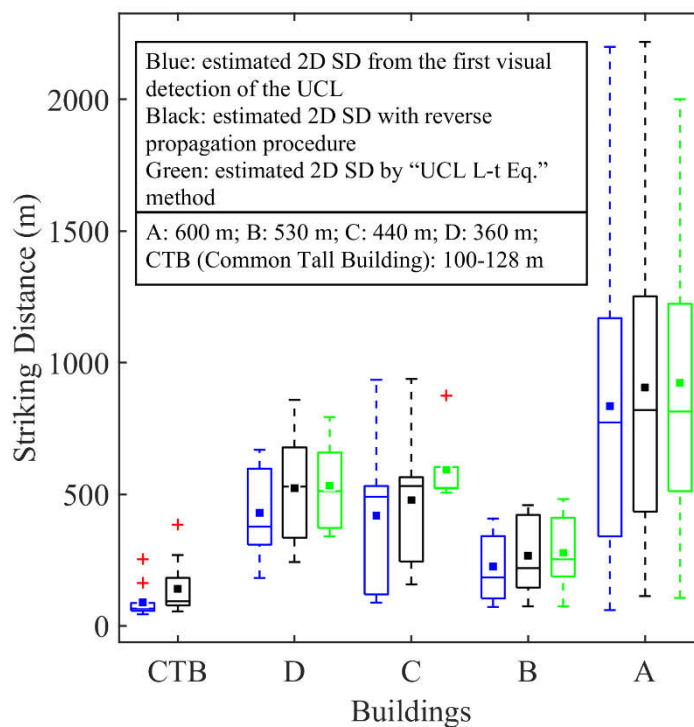 Blue: estimated 2D SD from the first visual
detection of the UCL
Black: estimated 2D SD with reverse
propagation procedure
Green: estimated 2D SD by “UCL L-t Eq.”
method
A: 600 m; B: 530 m; C: 440 m; D: 360 m;
CTB (Common Tall Building): 100-128 m
Striking Distance (m)
2000
1500
1000
500
0
CTB D C B A
Buildings